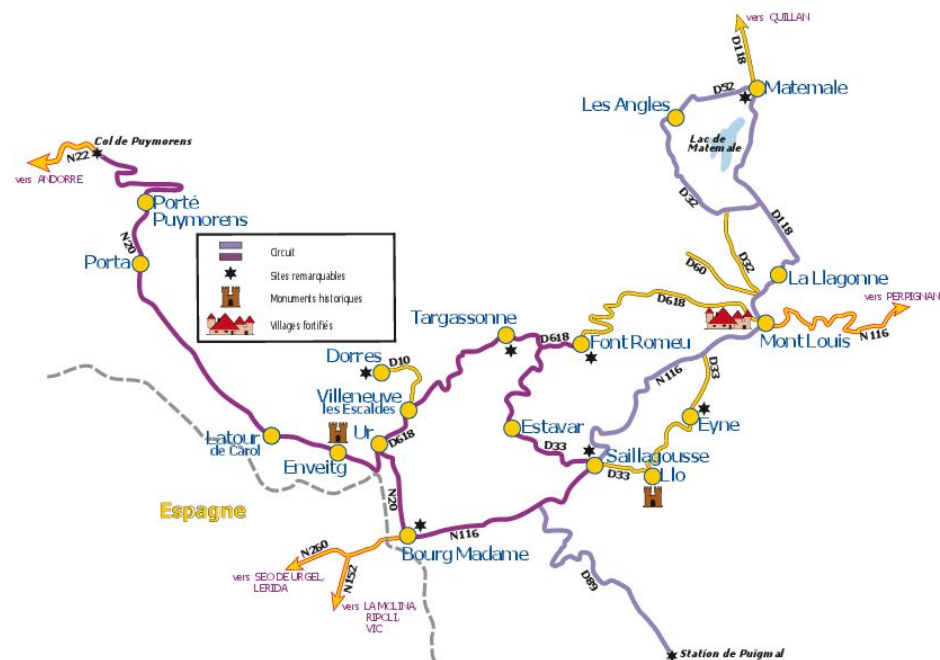 vers QUILLAN
D118
D52
Matemale
Les Angles
Lac de
Matemale
Col de Puymorens
N22
vers ANDORRE
Porté
Puymorens
D32
D118
N20
Circuit
Porta
D60
D32
La Llagonne
Sites remarquables
Monuments historiques
Villages fortifiés
D618
vers PERPIGNAN
Targassonne
D618
Font Romeu
Mont Louis
N116
Dorres
D10
N116
D33
Villeneuve
les Escaldes
Ur
D618
Estavar
Eyne
Latour
de Carol
Enveitg
D33
Saillagousse
D33
Llo
Espagne
N20
N116
Bourg Madame
N260
N152
vers SEO DE URGEL,
LERIDA
D89
vers LA MOLINA,
RIPOLI,
VIC
Station de Puigmal